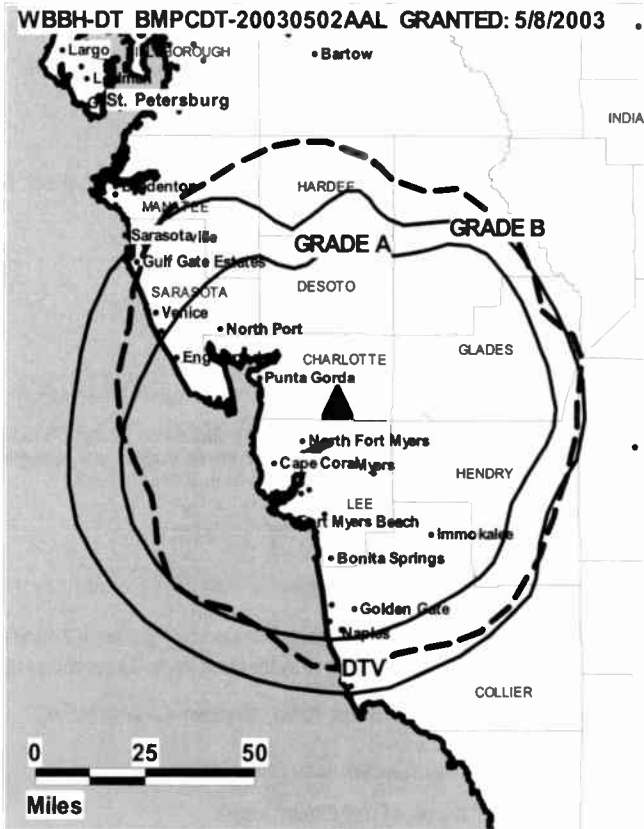 WBBH-DT BMPCDT-20030502AAL GRANTED: 5/8/2003
Largo
Bartow
St. Petersburg
INDIA
HARDEE
MANATEE
GRADE B
Sarasota
GRADE A
Gulf Gate Estates
DESOTO
SARASOTA
Venice
North Port
GLADES
CHARLOTTE
Punta Gorda
North Fort Myers
Cape Coral
Myers
HENDRY
LEE
Myers Beach
Immokalee
Bonita Springs
Golden Gate
Naples
DTV
COLLIER
0 25 50
Miles